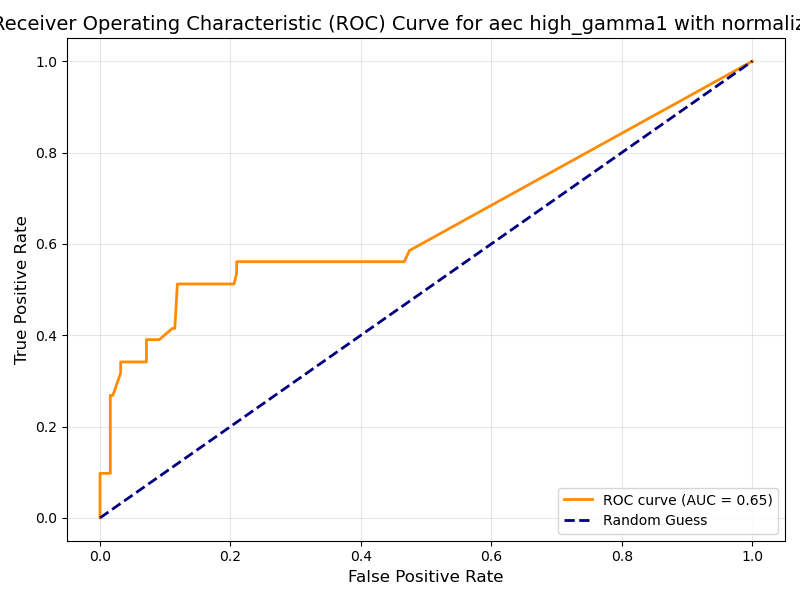 Receiver Operating Characteristic (ROC) Curve for aec high_gamma1 with
1.0
0.8
0.6
0.4
0.2
0.0
True Positive Rate
0.0 0.2 0.4 0.6 0.8 1.0
False Positive Rate
ROC curve (AUC = 0.65)
Random Guess